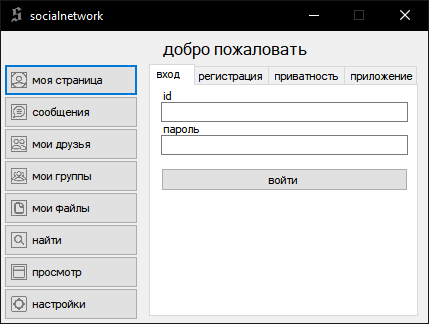 socialnetwork
добро пожаловать
моя страница
сообщения
мои друзья
мои группы
мои файлы
найти
просмотр
настройки
вход регистрация приватность приложение
id
пароль
войти